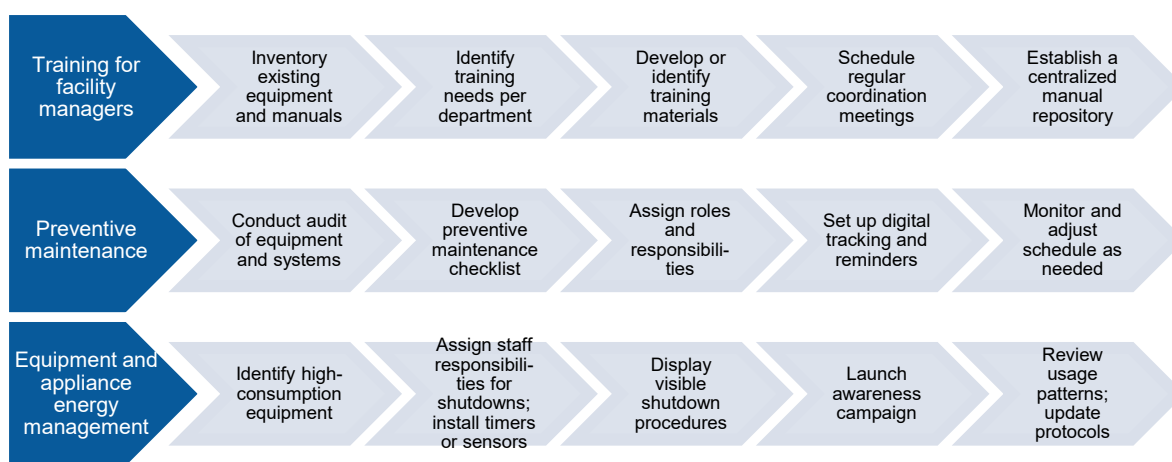 Training for
facility
managers
Inventory
existing
equipment
and manuals
Identify
training
needs per
department
Develop or
identify
training
materials
Schedule
regular
coordination
meetings
Establish a
centralized
manual
repository
Preventive
maintenance
Conduct audit
of equipment
and systems
Develop
preventive
maintenance
checklist
Assign roles
and
responsibili-
ties
Set up digital
tracking and
reminders
Monitor and
adjust
schedule as
needed
Equipment and
appliance
energy
management
Identify high-
consumption
equipment
Assign staff
responsibili-
ties for
shutdowns;
install timers
or sensors
Display
visible
shutdown
procedures
Launch
awareness
campaign
Review
usage
patterns;
update
protocols